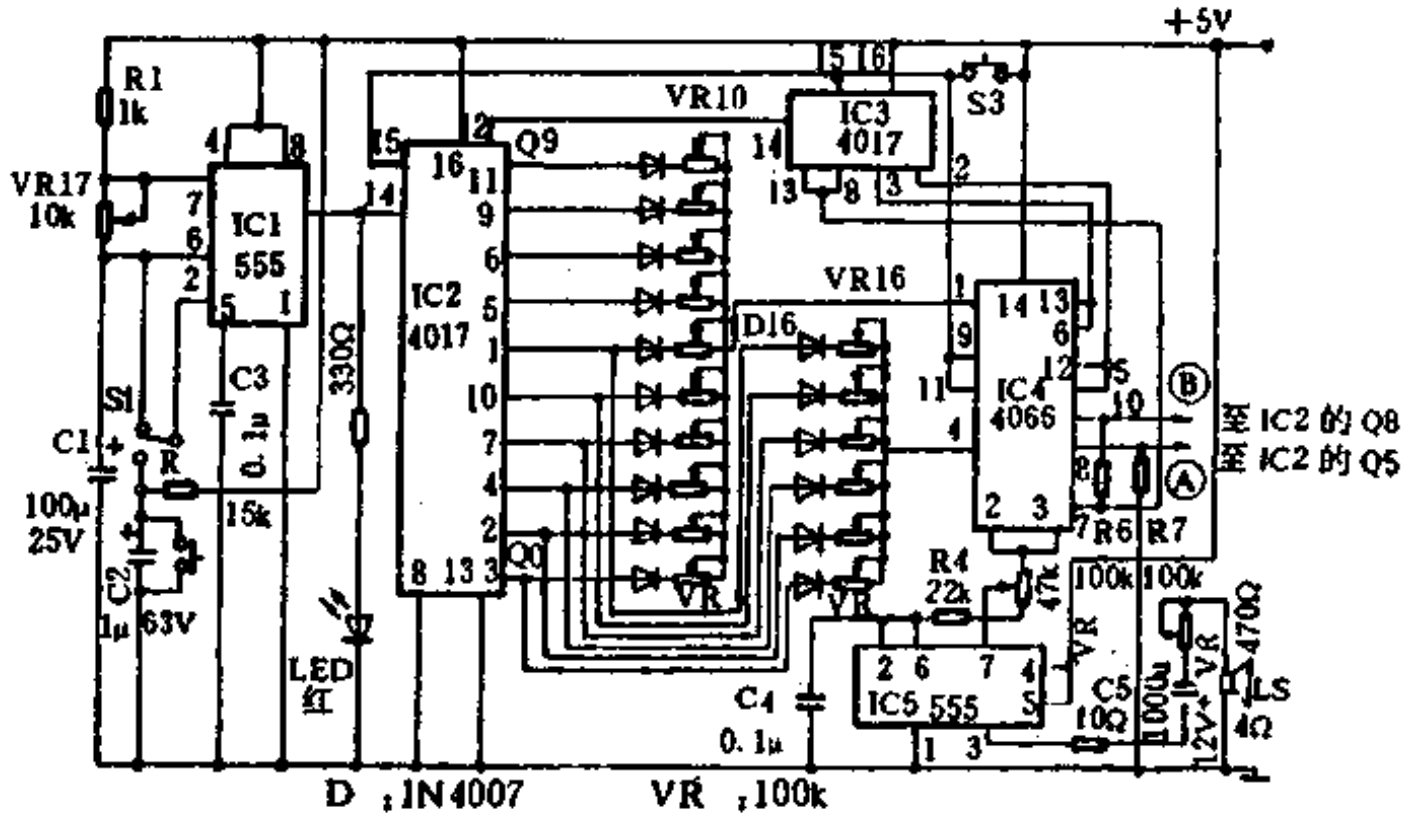 +5V
R1
1k
4
8
VR17
10k
7
6
2
5
1
IC1
555
S1
C1
+
100μ
25V
R
15k
C3
0.1μ
+
C2
1μ
63V
330Ω
LED
红
15
14
16
12
Q9
11
9
6
5
1
10
7
4
2
3
Q0
8
13
IC2
4017
VR10
15
16
IC3
4017
14
13
8
3
2
S3
VR16
D16
VR
VR
1
9
11
4
14
13
6
12
5
10
8
7
2
3
IC4
4066
B
至 IC2 的 Q8
A
至 IC2 的 Q5
R6
100k
R7
100k
R4
22k
47k
C4
0.1μ
2
6
7
4
1
3
IC5
555
VR
C5
10Ω
100μ
12V+
VR
470Ω
LS
4Ω
D ;1N4007
VR ;100k